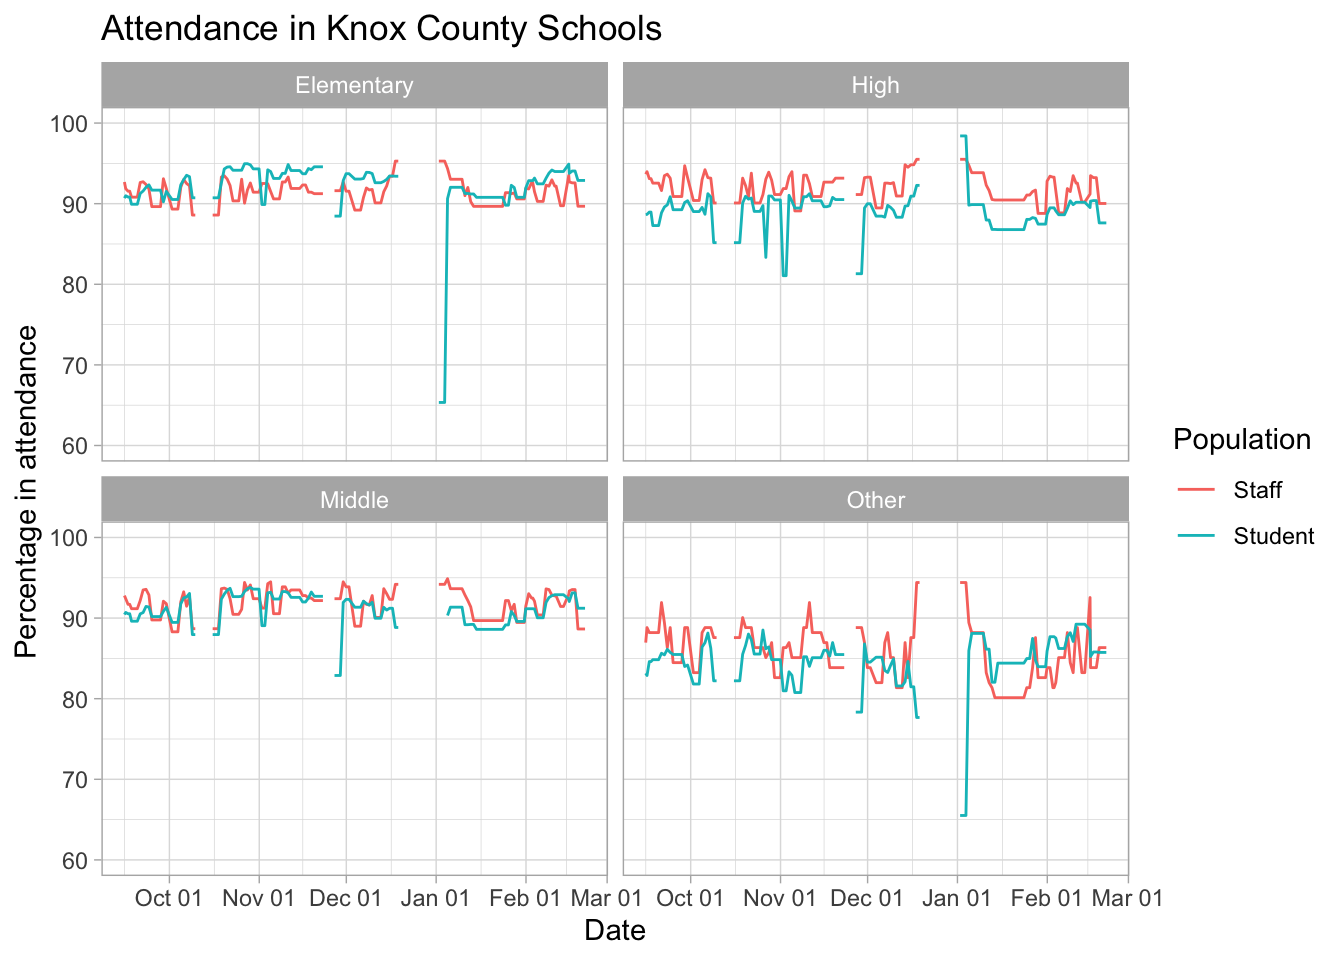 Attendance in Knox County Schools
Elementary
High
100
90
80
70
60
Middle
Other
100
90
80
70
60
Oct 01 Nov 01 Dec 01 Jan 01 Feb 01 Mar 01 Oct 01 Nov 01 Dec 01 Jan 01 Feb 01 Mar 01
Date
Percentage in attendance
Population
Staff
Student